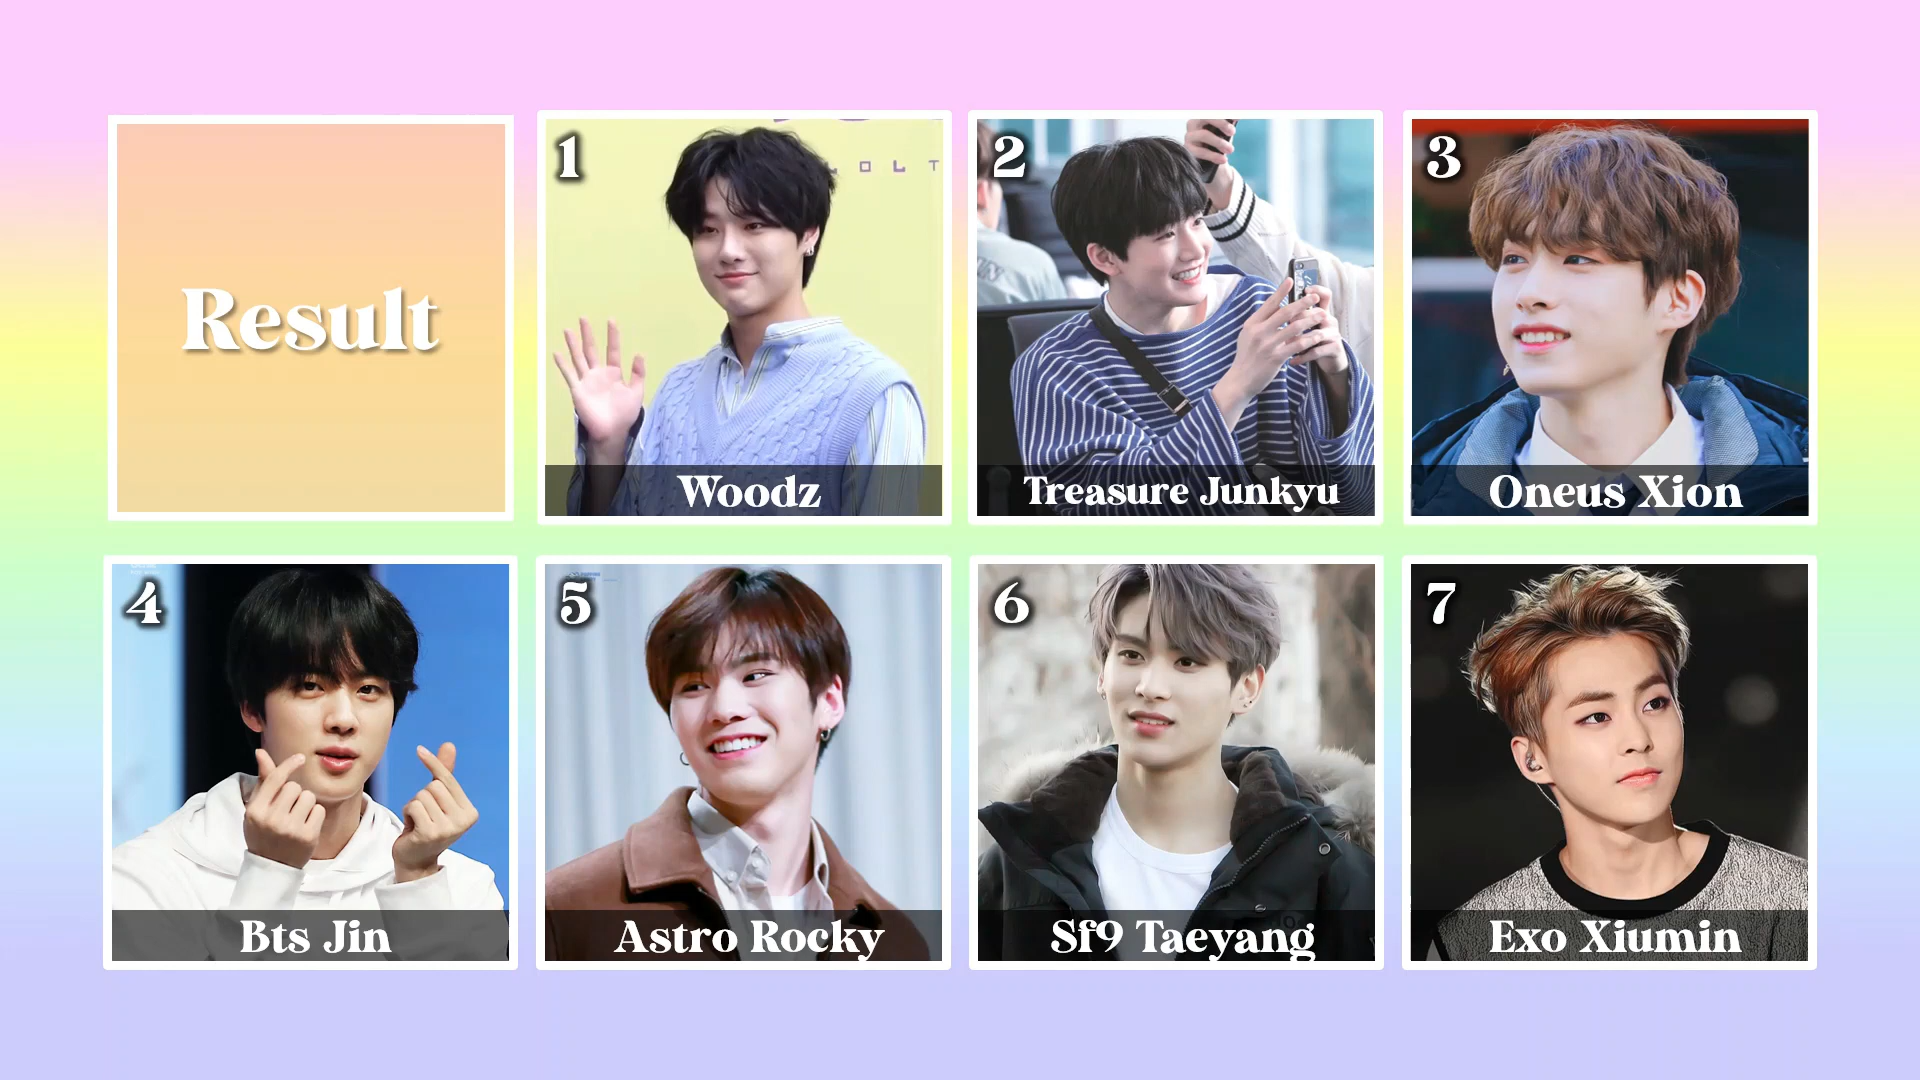 Result
1
O L T
Woodz
2
Treasure Junkyu
3
Oneus Xion
4
Bts Jin
5
Astro Rocky
6
Sf9 Taeyang
7
Exo Xiumin